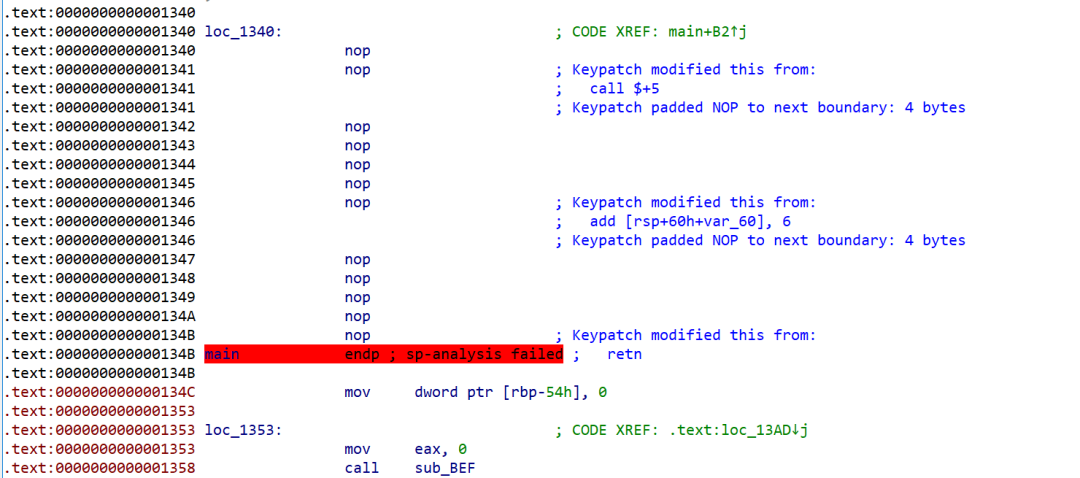 .text:0000000000001340
.text:0000000000001340 loc_1340: ; CODE XREF: main+B2↑j
.text:0000000000001340 nop
.text:0000000000001341 nop ; Keypatch modified this from:
.text:0000000000001341 ; call $+5
.text:0000000000001341 ; Keypatch padded NOP to next boundary: 4 bytes
.text:0000000000001342 nop
.text:0000000000001343 nop
.text:0000000000001344 nop
.text:0000000000001345 nop
.text:0000000000001346 nop ; Keypatch modified this from:
.text:0000000000001346 ; add [rsp+60h+var_60], 6
.text:0000000000001346 ; Keypatch padded NOP to next boundary: 4 bytes
.text:0000000000001347 nop
.text:0000000000001348 nop
.text:0000000000001349 nop
.text:000000000000134A nop
.text:000000000000134B nop ; Keypatch modified this from:
.text:000000000000134B main endp ; sp-analysis failed ; retn
.text:000000000000134B
.text:000000000000134C mov dword ptr [rbp-54h], 0
.text:0000000000001353
.text:0000000000001353 loc_1353: ; CODE XREF: .text:loc_13AD↓j
.text:0000000000001353 mov eax, 0
.text:0000000000001358 call sub_BEF